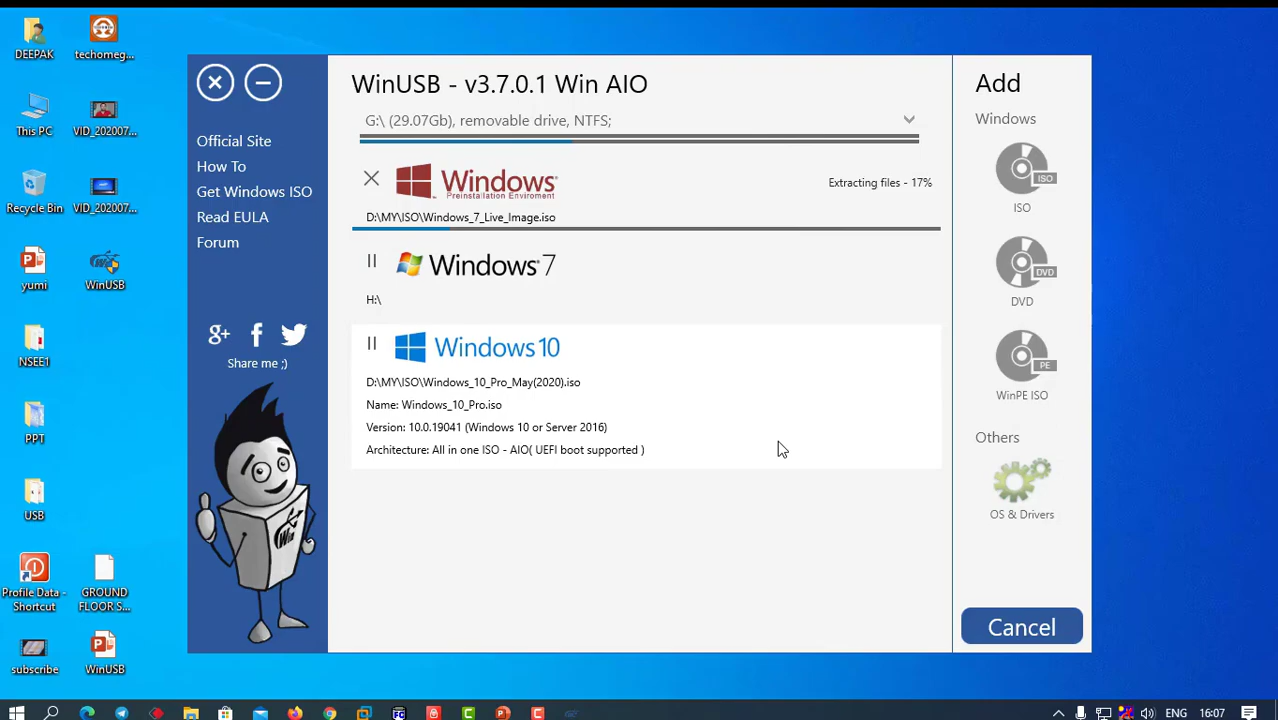 DEEPAK
techomeg...
This PC
VID_202007...
Recycle Bin
VID_202007...
yumi
WinUSB
NSEE1
PPT
USB
Profile Data -
Shortcut
GROUND
FLOOR S...
subscribe
WinUSB
Official Site
How To
Get Windows ISO
Read EULA
Forum
g+
f
Share me ;)
Win
WinUSB - v3.7.0.1 Win AIO
G:\ (29.07Gb), removable drive, NTFS;
Windows
Preinstallation Enviroment
Extracting files - 17%
D:\MY\ISO\Windows_7_Live_Image.iso
Windows 7
H:\
Windows 10
D:\MY\ISO\Windows_10_Pro_May(2020).iso
Name: Windows_10_Pro.iso
Version: 10.0.19041 (Windows 10 or Server 2016)
Architecture: All in one ISO - AIO( UEFI boot supported )
Add
Windows
ISO
ISO
DVD
DVD
PE
WinPE ISO
Others
OS & Drivers
Cancel
ENG
16:07